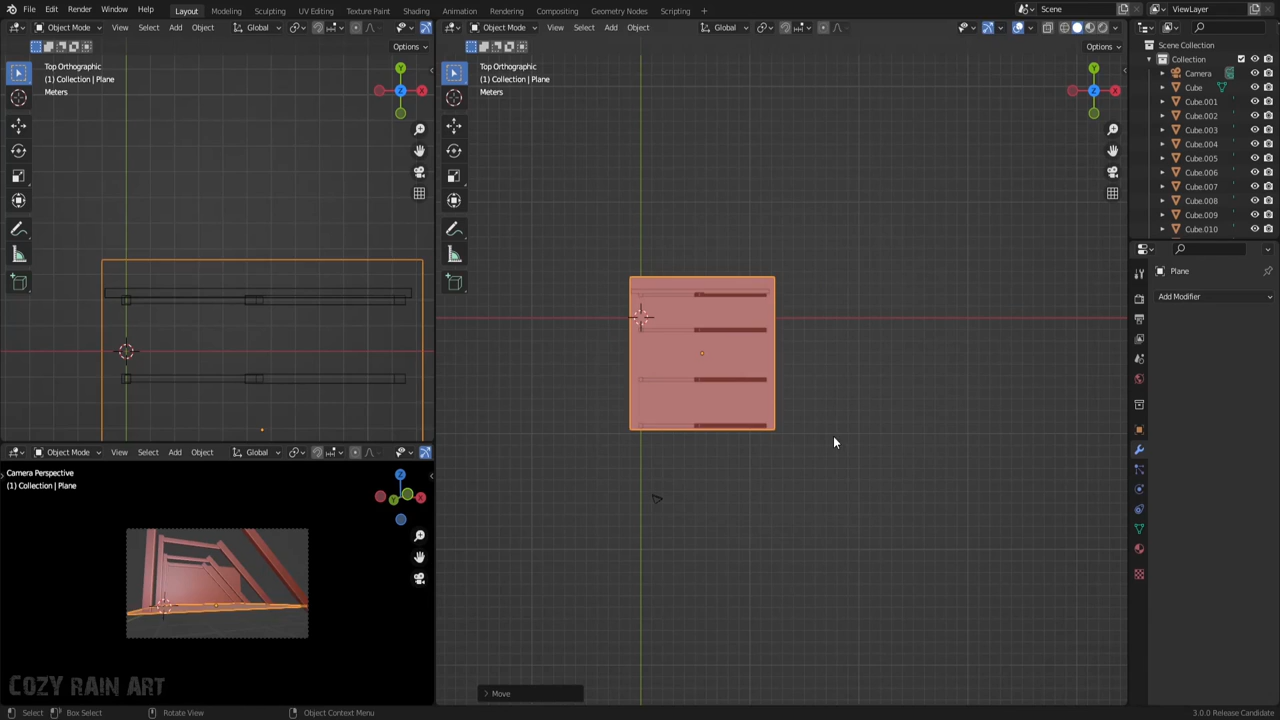 File Edit Render Window Help Layout Modeling Sculpting UV Editing Texture Paint Shading Animation Rendering Compositing Geometry Nodes Scripting Scene ViewLayer
Object Mode View Select Add Object Global Object Mode View Select Add Object Global
Options Options
Top Orthographic
(1) Collection | Plane
Meters
Y
X
Z
Top Orthographic
(1) Collection | Plane
Meters
Y
X
Z
Scene Collection
Collection
Camera
Cube
Cube.001
Cube.002
Cube.003
Cube.004
Cube.005
Cube.006
Cube.007
Cube.008
Cube.009
Cube.010
Plane
Add Modifier
Object Mode View Select Add Object Global
Camera Perspective
(1) Collection | Plane
Z
Y
X
COZY RAIN ART
Move
Select Box Select Rotate View Object Context Menu 3.0.0 Release Candidate